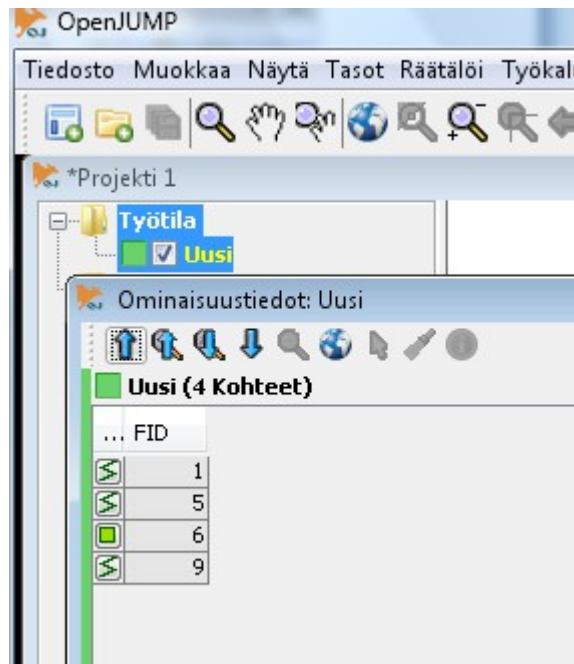 OpenJUMP
Tiedosto Muokkaa Näytä Tasot Räätälöi
*Projekti 1
Työtila
Uusi
Ominaisuustiedot: Uusi
Uusi (4 Kohteet)
... FID
1
5
6
9